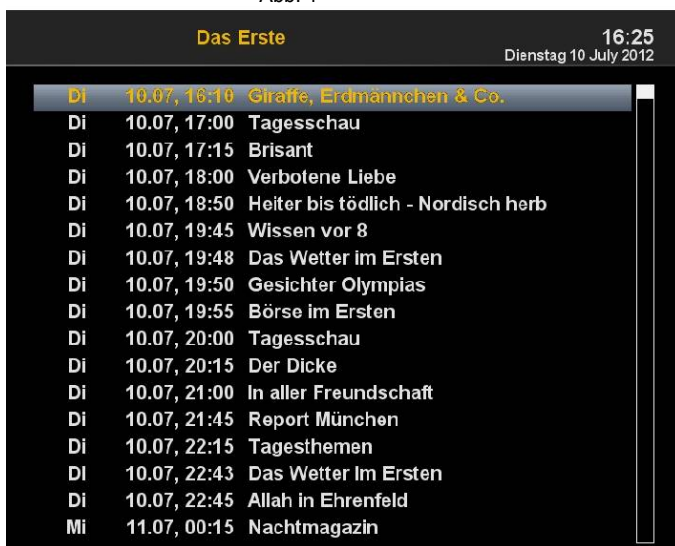 Das Erste
16:25
Dienstag 10 July 2012
Di 10.07, 16:10 Giraffe, Erdmännchen & Co.
Di 10.07, 17:00 Tagesschau
Di 10.07, 17:15 Brisant
Di 10.07, 18:00 Verbotene Liebe
Di 10.07, 18:50 Heiter bis tödlich - Nordisch herb
Di 10.07, 19:45 Wissen vor 8
Di 10.07, 19:48 Das Wetter im Ersten
Di 10.07, 19:50 Gesichter Olympias
Di 10.07, 19:55 Börse im Ersten
Di 10.07, 20:00 Tagesschau
Di 10.07, 20:15 Der Dicke
Di 10.07, 21:00 In aller Freundschaft
Di 10.07, 21:45 Report München
Di 10.07, 22:15 Tagesthemen
Di 10.07, 22:43 Das Wetter Im Ersten
Di 10.07, 22:45 Allah in Ehrenfeld
Mi 11.07, 00:15 Nachtmagazin